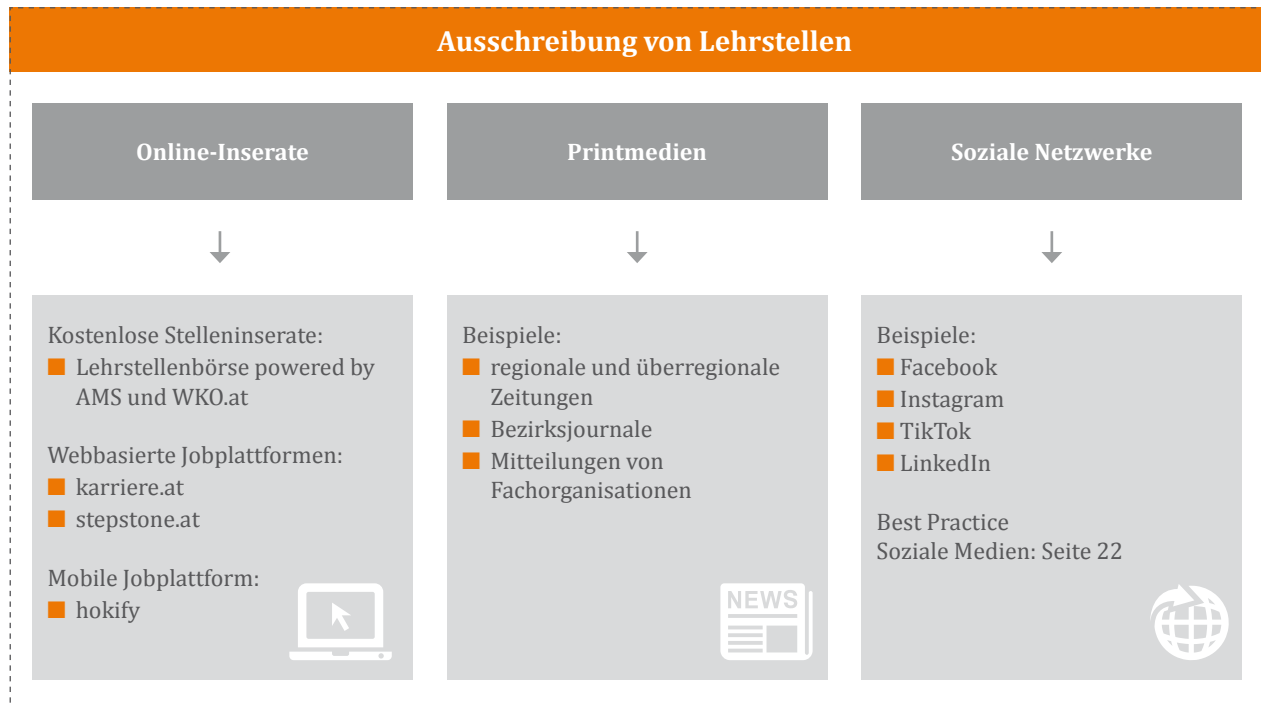 Ausschreibung von Lehrstellen
Online-Inserate
Kostenlose Stelleninserate:
Lehrstellenbörse powered by
AMS und WKO.at
Webbasierte Jobplattformen:
karriere.at
stepstone.at
Mobile Jobplattform:
hokify
Printmedien
Beispiele:
regionale und überregionale
Zeitungen
Bezirksjournale
Mitteilungen von
Fachorganisationen
NEWS
Soziale Netzwerke
Beispiele:
Facebook
Instagram
TikTok
LinkedIn
Best Practice
Soziale Medien: Seite 22